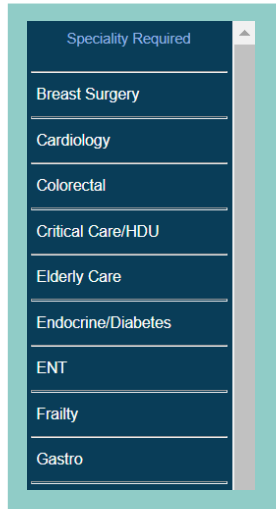 Speciality Required
Breast Surgery
Cardiology
Colorectal
Critical Care/HDU
Elderly Care
Endocrine/Diabetes
ENT
Frailty
Gastro